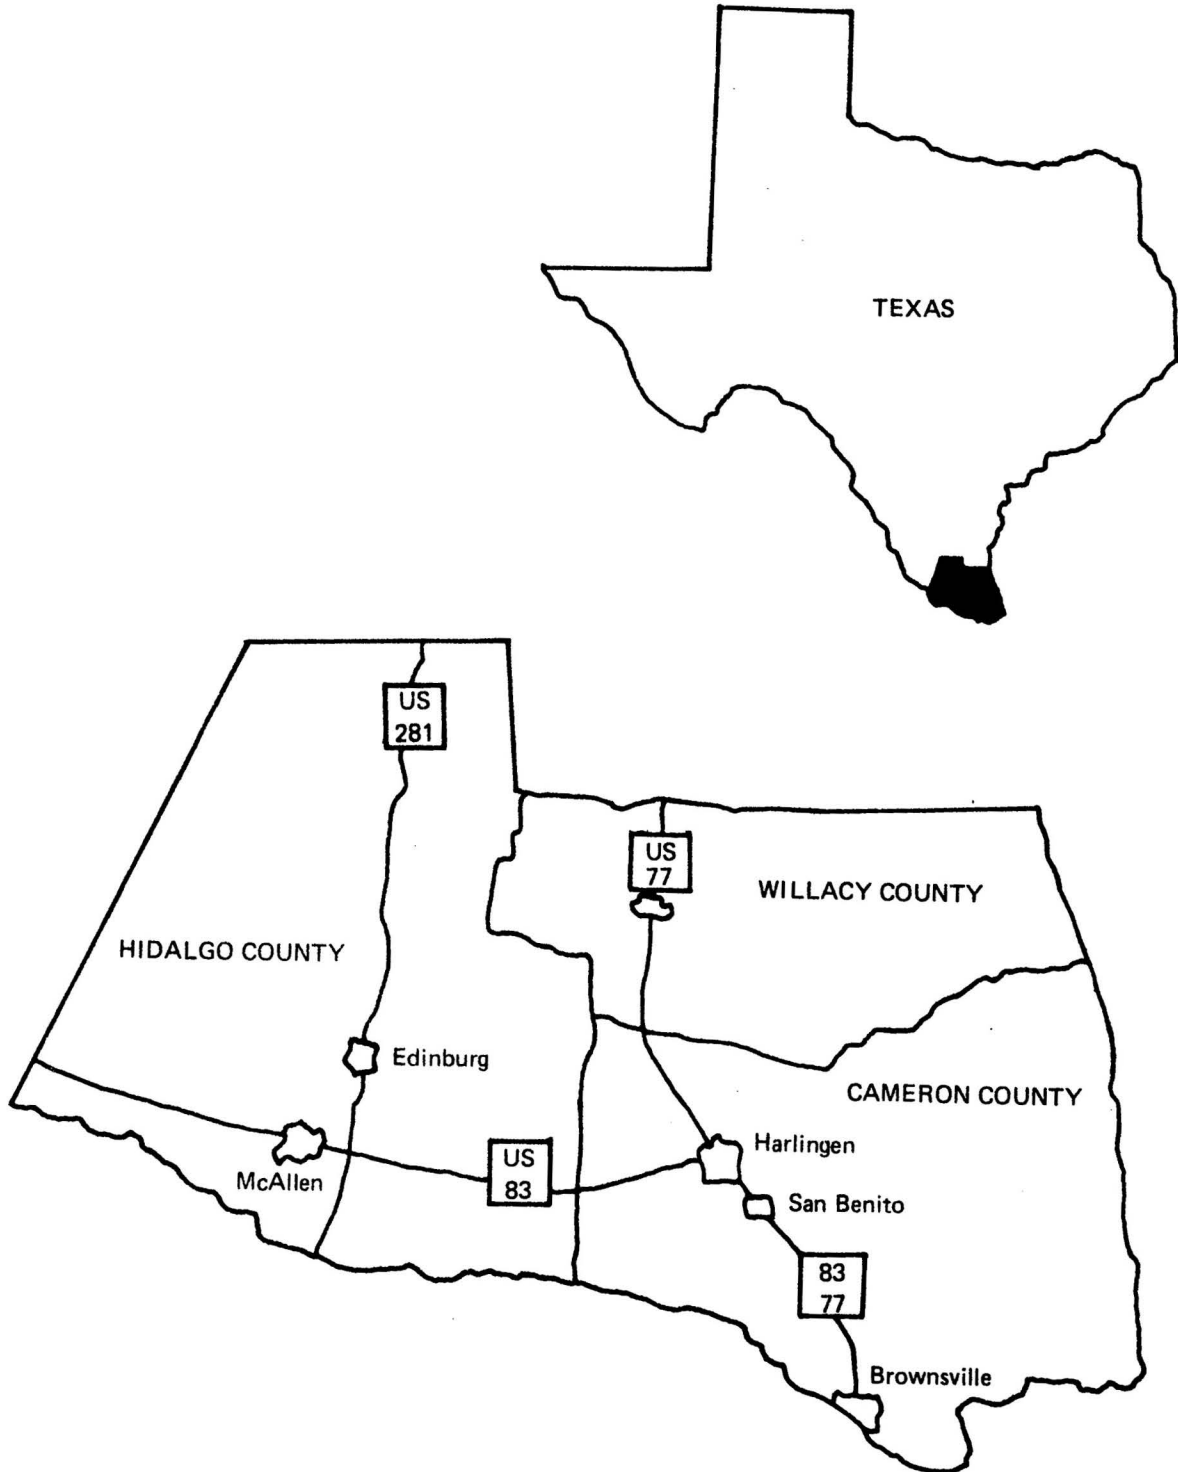 TEXAS
US
281
US
77
WILLACY COUNTY
HIDALGO COUNTY
Edinburg
CAMERON COUNTY
Harlingen
McAllen
US
83
San Benito
83
77
Brownsville